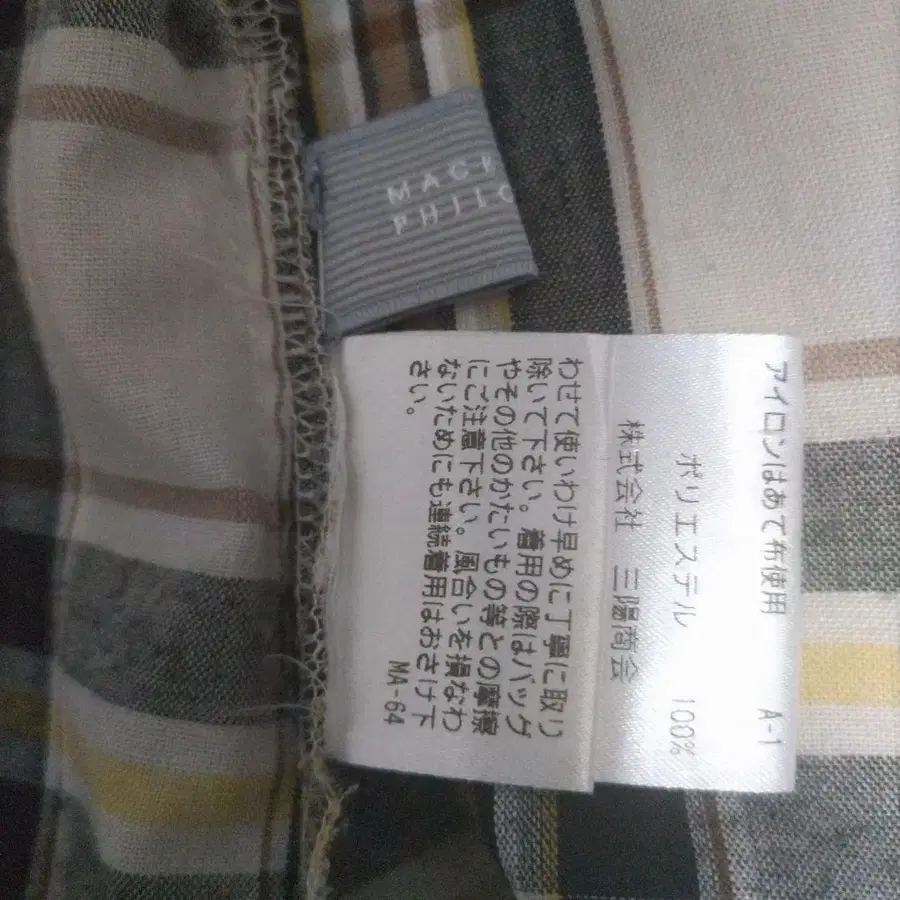 MACK
PHILO
アイロンはあて布使用
A-1
ポリエステル 100%
株式会社 三陽商会
わせて使いわけ早めに丁寧に取り
除いて下さい。着用の際はバッグ
やその他のかたいもの等との摩擦
にご注意下さい。風合いを損なわ
ないためにも連続着用はおさけ下
さい。
MA-64